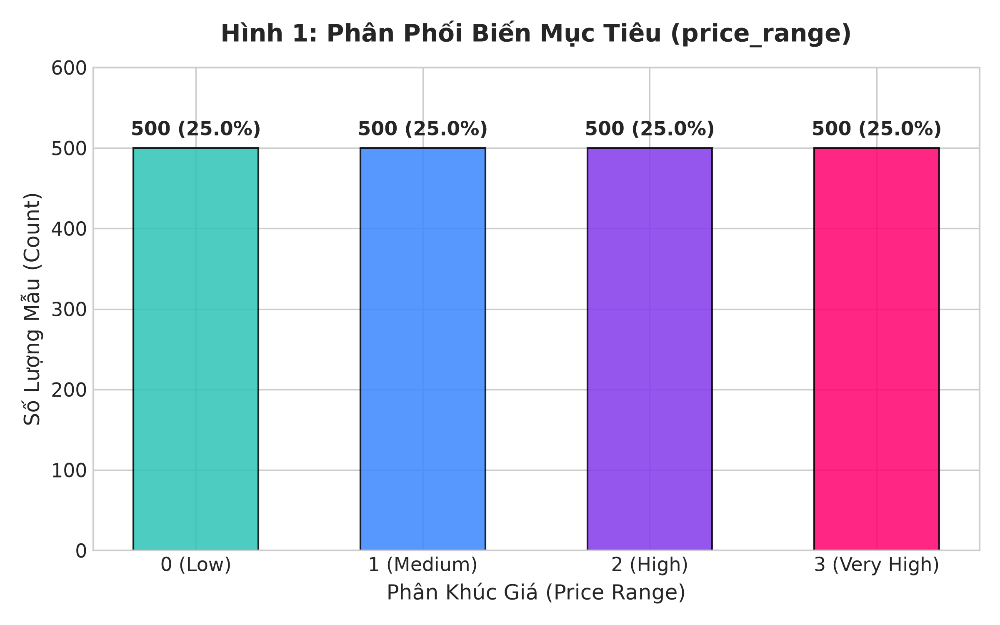 Hình 1: Phân Phối Biến Mục Tiêu (price_range)
600
500
400
300
200
100
0
Số Lượng Mẫu (Count)
500 (25.0%)
500 (25.0%)
500 (25.0%)
500 (25.0%)
0 (Low)
1 (Medium)
2 (High)
3 (Very High)
Phân Khúc Giá (Price Range)